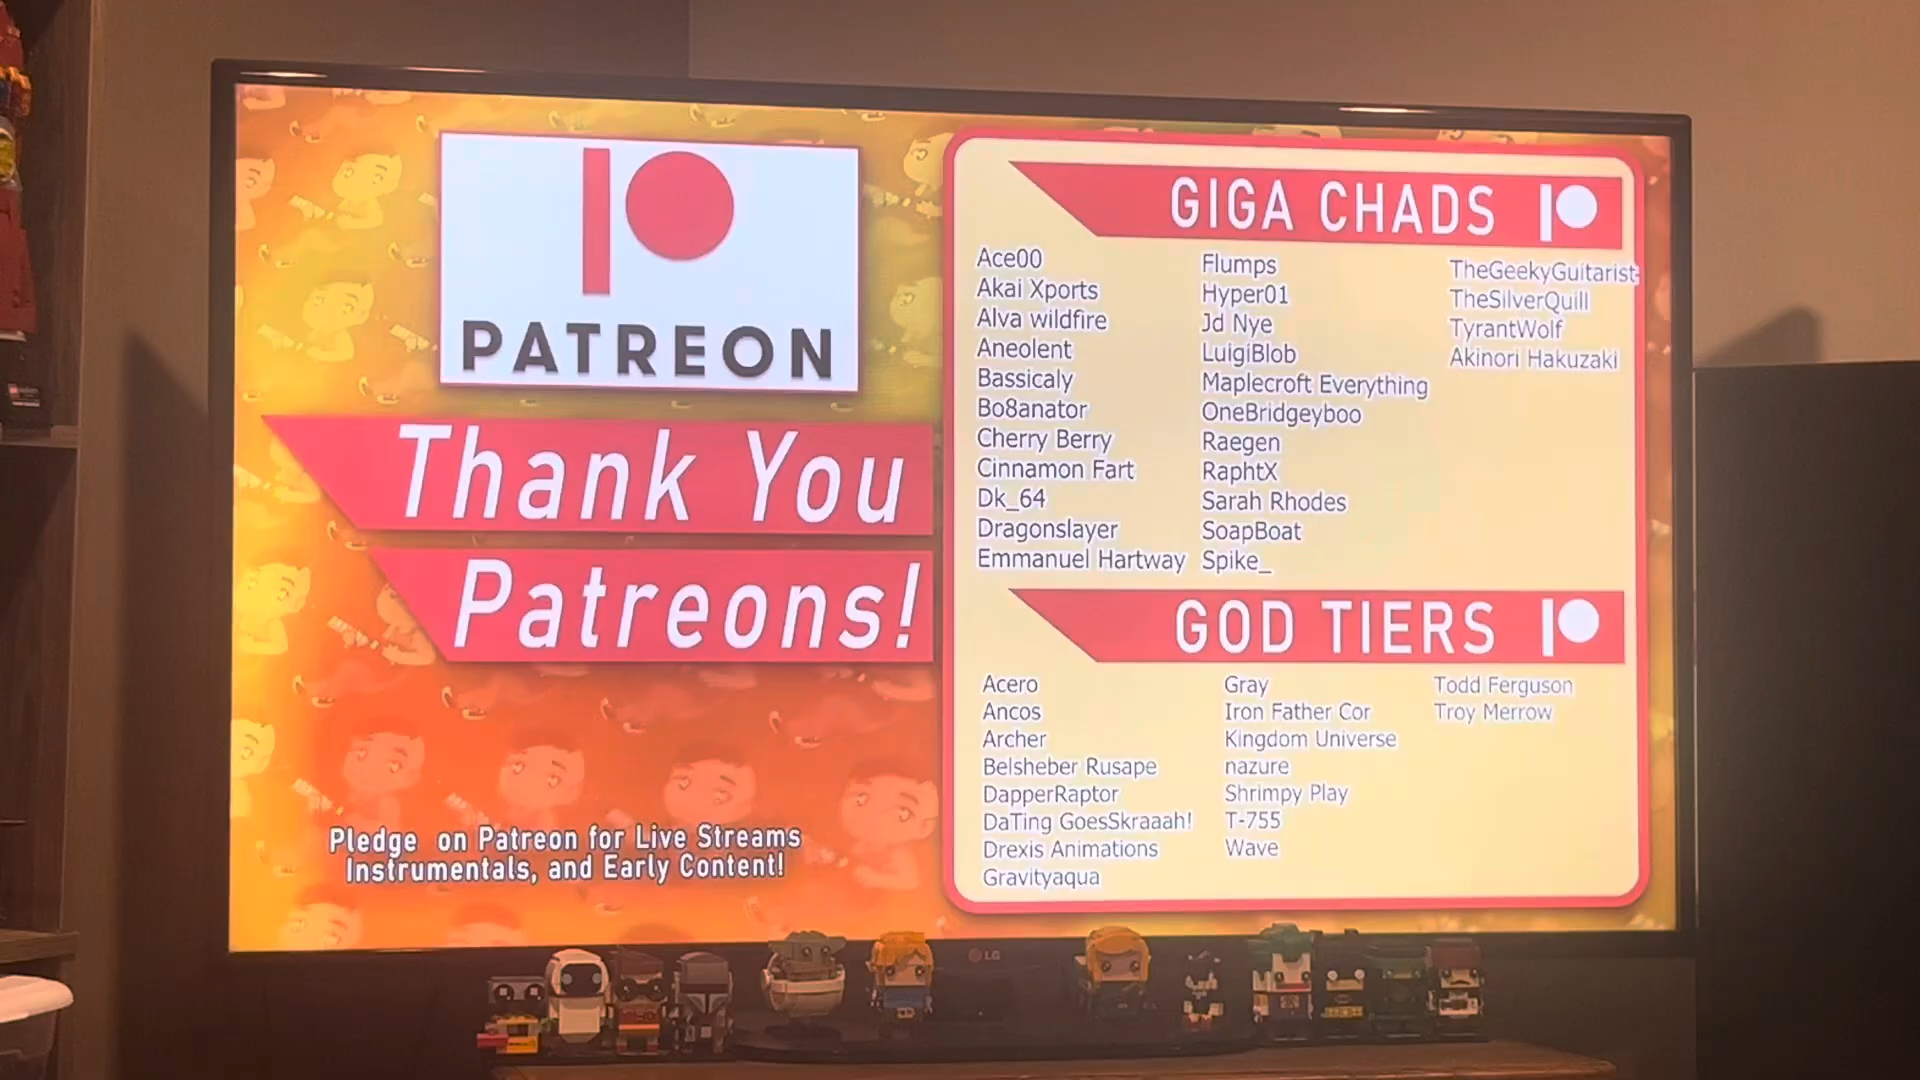 PATREON
Thank You
Patreons!
Pledge on Patreon for Live Streams
Instrumentals, and Early Content!
GIGA CHADS
Ace00
Akai Xports
Alva wildfire
Aneolent
Bassicaly
Bo8anator
Cherry Berry
Cinnamon Fart
Dk_64
Dragonslayer
Emmanuel Hartway
Flumps
Hyper01
Jd Nye
LuigiBlob
Maplecroft Everything
OneBridgeyboo
Raegen
RaphtX
Sarah Rhodes
SoapBoat
Spike_
TheGeekyGuitarist
TheSilverQuill
TyrantWolf
Akinori Hakuzaki
GOD TIERS
Acero
Ancos
Archer
Belsheber Rusape
DapperRaptor
DaTing GoesSkraaah!
Drexis Animations
Gravityaqua
Gray
Iron Father Cor
Kingdom Universe
nazure
Shrimpy Play
T-755
Wave
Todd Ferguson
Troy Merrow
LG